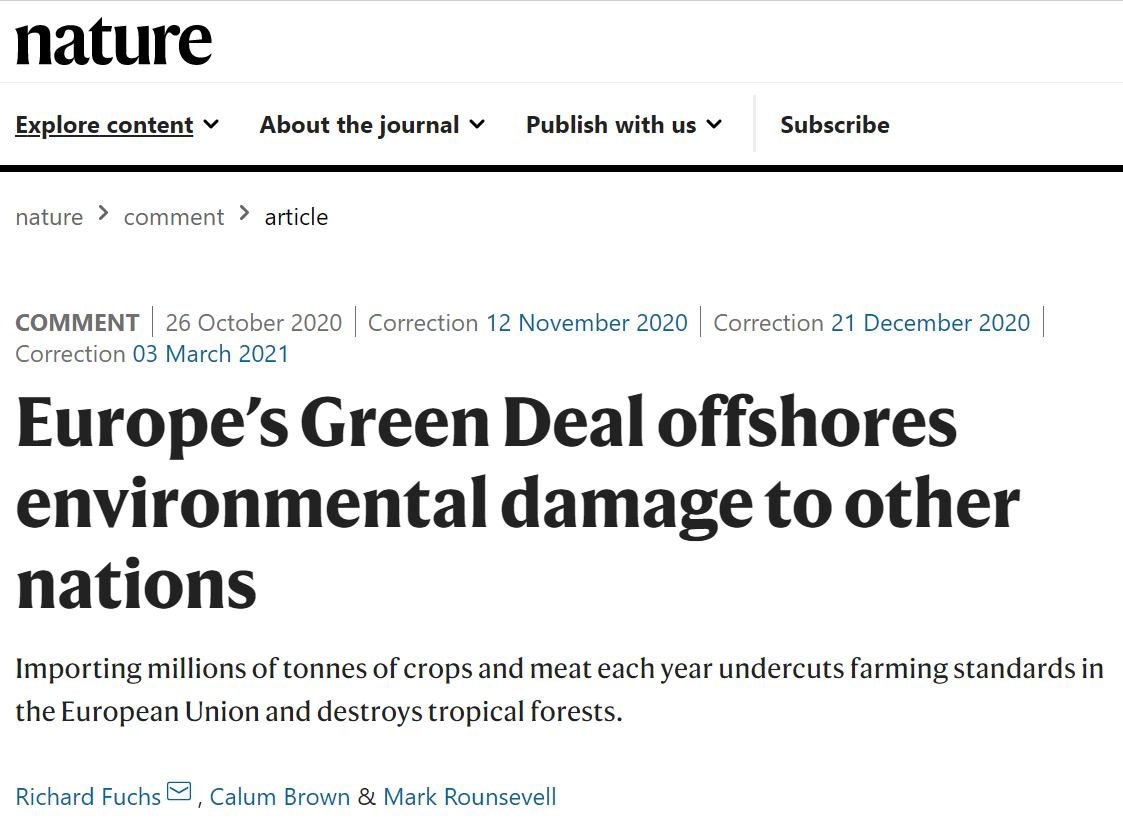 nature
Explore content About the journal Publish with us Subscribe
nature > comment > article
COMMENT | 26 October 2020 | Correction 12 November 2020 | Correction 21 December 2020 |
Correction 03 March 2021
Europe’s Green Deal offshores
environmental damage to other
nations
Importing millions of tonnes of crops and meat each year undercuts farming standards in
the European Union and destroys tropical forests.
Richard Fuchs , Calum Brown & Mark Rounsevell